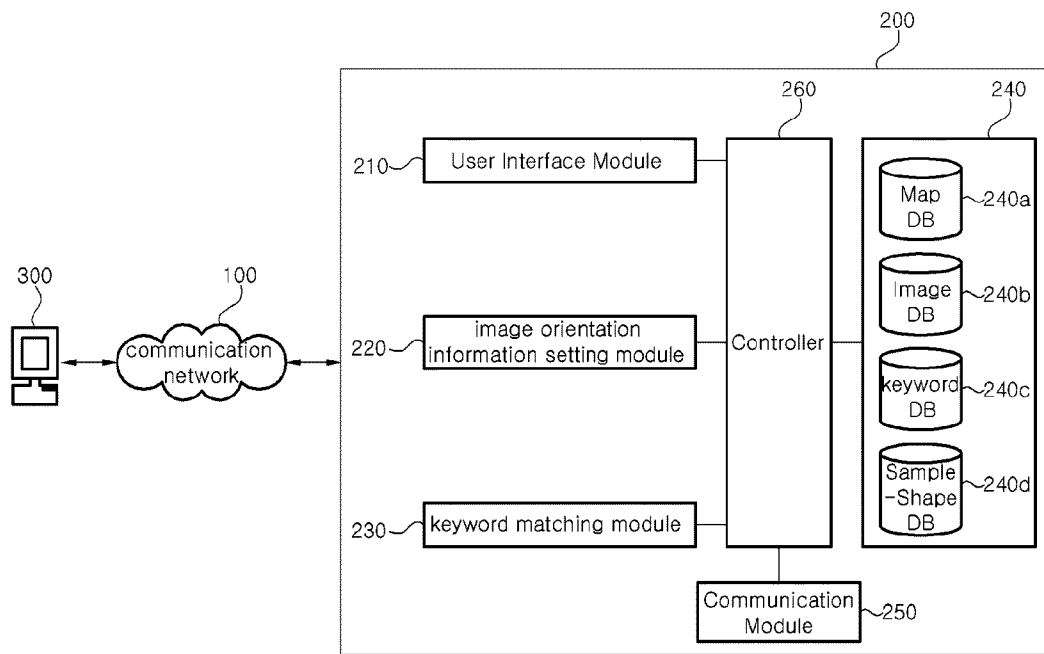 200
260
240
210
User Interface Module
Map
DB
240a
300
100
Image
DB
240b
communication
network
220
image orientation
information setting module
Controller
keyword
DB
240c
Sample
-Shape
DB
240d
230
keyword matching module
Communication
Module
250